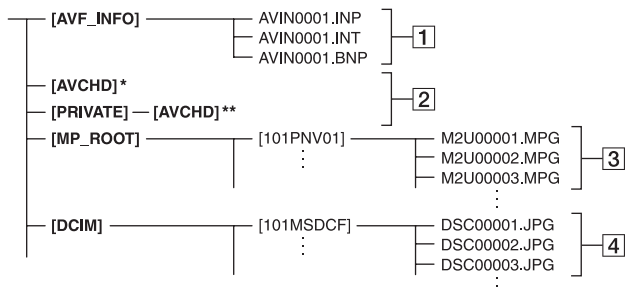 [AVF_INFO] AVIN0001.INP
AVIN0001.INT 1
AVIN0001.BNP
[AVCHD]*
2
[PRIVATE] [AVCHD]**
[MP_ROOT] [101PNV01] M2U00001.MPG
M2U00002.MPG 3
M2U00003.MPG
[DCIM] [101MSDCF] DSC00001.JPG
DSC00002.JPG 4
DSC00003.JPG